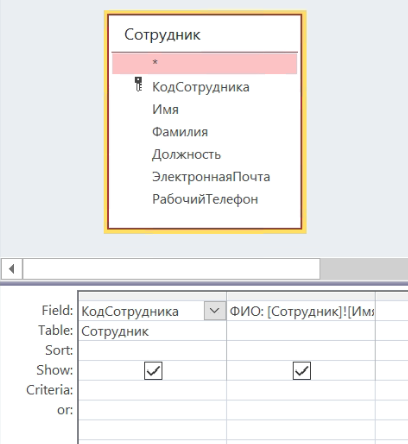 Сотрудник
*
КодСотрудника
Имя
Фамилия
Должность
ЭлектроннаяПочта
РабочийТелефон
Field: КодСотрудника ФИО: [Сотрудник]![Имя
Table: Сотрудник
Sort:
Show:
Criteria:
or: